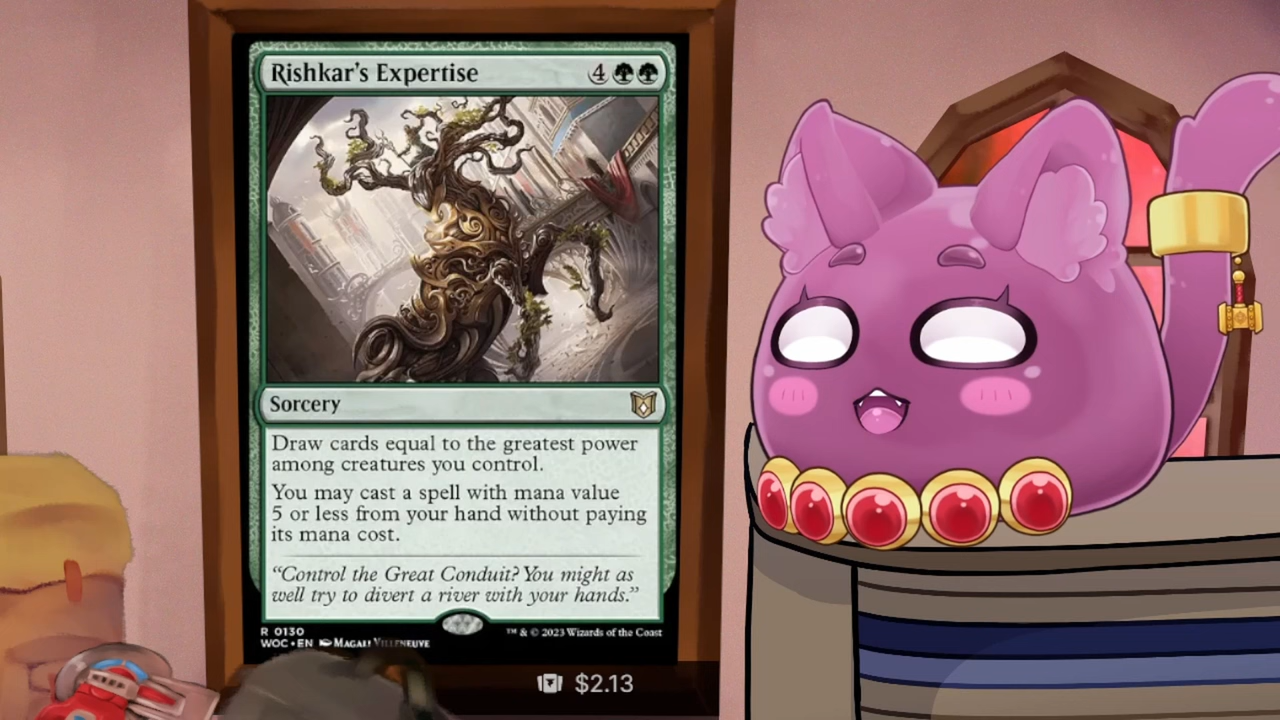 Rishkar's Expertise 4
Sorcery
Draw cards equal to the greatest power
among creatures you control.
You may cast a spell with mana value
5 or less from your hand without paying
its mana cost.
“Control the Great Conduit? You might as
well try to divert a river with your hands.”
R 0130
WOC • EN MAGALI VILLENEUVE
™ & © 2023 Wizards of the Coast
$2.13